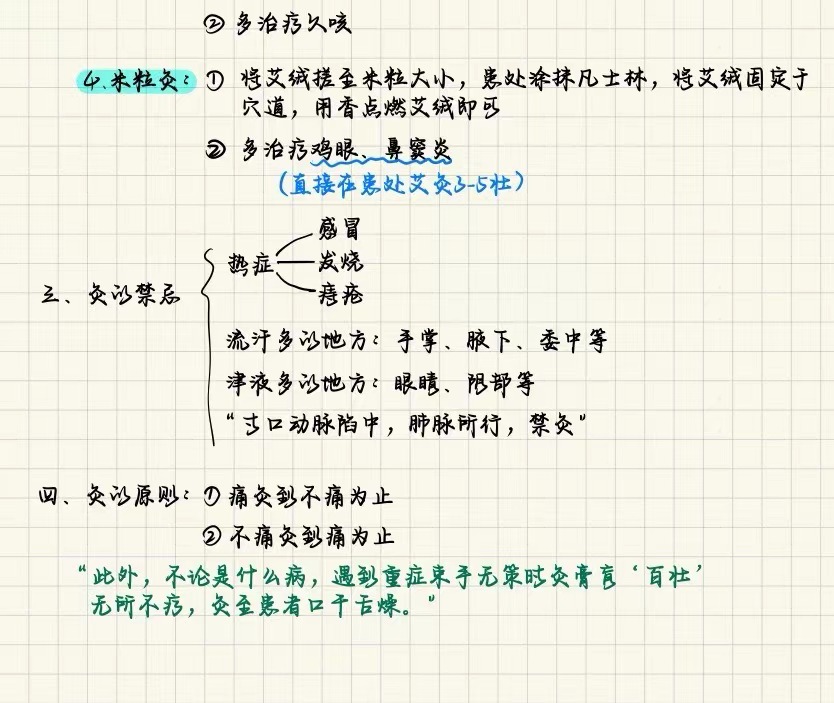 ② 多治疗久咳
4.米粒灸：① 将艾绒搓至米粒大小，患处涂抹凡士林，将艾绒固定于
穴道，用香点燃艾绒即可
② 多治疗鸡眼、鼻窦炎
（直接在患处艾灸3-5壮）
感冒
热症 发烧
三、灸的禁忌 痔疮
流汗多的地方：手掌、腋下、委中等
津液多的地方：眼睛、阴部等
“寸口动脉陷中，肺脉所行，禁灸”
四、灸的原则：① 痛灸到不痛为止
② 不痛灸到痛为止
“此外，不论是什么病，遇到重症束手无策时灸膏肓‘百壮’
无所不疗，灸至患者口干舌燥。”